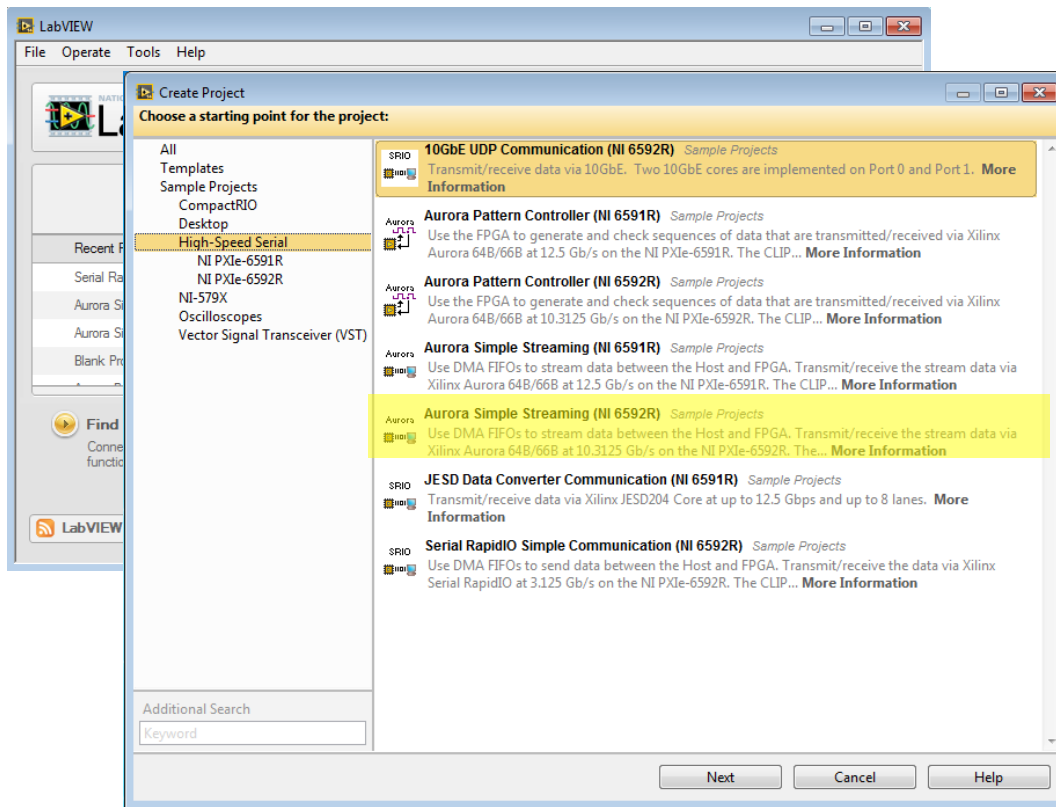 LabVIEW
File Operate Tools Help
NATIO
La
Create Project
Choose a starting point for the project:
All
Templates
Sample Projects
CompactRIO
Desktop
High-Speed Serial
NI PXIe-6591R
NI PXIe-6592R
NI-579X
Oscilloscopes
Vector Signal Transceiver (VST)
Additional Search
Keyword
SRIO
10GbE UDP Communication (NI 6592R) Sample Projects
Transmit/receive data via 10GbE. Two 10GbE cores are implemented on Port 0 and Port 1. More
Information
Aurora
Aurora Pattern Controller (NI 6591R) Sample Projects
Use the FPGA to generate and check sequences of data that are transmitted/received via Xilinx
Aurora 64B/66B at 12.5 Gb/s on the NI PXIe-6591R. The CLIP... More Information
Aurora
Aurora Pattern Controller (NI 6592R) Sample Projects
Use the FPGA to generate and check sequences of data that are transmitted/received via Xilinx
Aurora 64B/66B at 10.3125 Gb/s on the NI PXIe-6592R. The CLIP... More Information
Aurora
Aurora Simple Streaming (NI 6591R) Sample Projects
Use DMA FIFOs to stream data between the Host and FPGA. Transmit/receive the stream data via
Xilinx Aurora 64B/66B at 12.5 Gb/s on the NI PXIe-6591R. The CLIP... More Information
Aurora
Aurora Simple Streaming (NI 6592R) Sample Projects
Use DMA FIFOs to stream data between the Host and FPGA. Transmit/receive the stream data via
Xilinx Aurora 64B/66B at 10.3125 Gb/s on the NI PXIe-6592R. The... More Information
SRIO
JESD Data Converter Communication (NI 6591R) Sample Projects
Transmit/receive data via Xilinx JESD204 Core at up to 12.5 Gbps and up to 8 lanes. More
Information
SRIO
Serial RapidIO Simple Communication (NI 6592R) Sample Projects
Use DMA FIFOs to send data between the Host and FPGA. Transmit/receive the data via Xilinx
Serial RapidIO at 3.125 Gb/s on the NI PXIe-6592R. The CLIP... More Information
Next Cancel Help
Recent P
Serial Ra
Aurora Si
Aurora Si
Blank Pro
Find
Conne
functio
LabVIEW